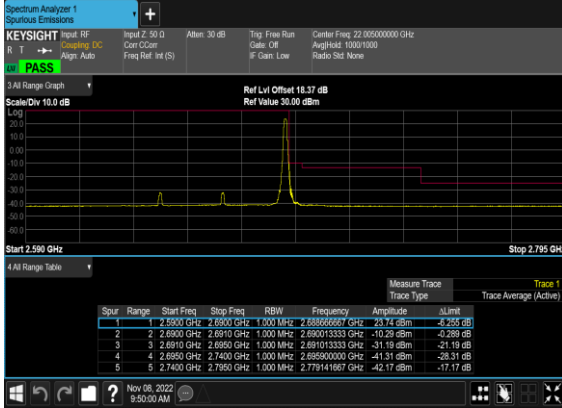 Spectrum Analyzer 1
Spurious Emissions
+
KEYSIGHT Input: RF Input Z: 50 Ω Atten: 30 dB Trig: Free Run Center Freq: 22.005000000 GHz
R T Coupling: DC Corr CCorr Gate: Off Avg|Hold: 1000/1000
Align: Auto Freq Ref: Int (S) IF Gain: Low Radio Std: None
LXI PASS
3 All Range Graph
Ref Lvl Offset 18.37 dB
Scale/Div 10.0 dB Ref Value 30.00 dBm
Log
20.0
10.0
0.00
-10.0
-20.0
-30.0
-40.0
-50.0
-60.0
Start 2.590 GHz Stop 2.795 GH
4 All Range Table
Measure Trace Trace 1
Trace Type Trace Average (Active)
Spur Range Start Freq Stop Freq RBW Frequency Amplitude ΔLimit
1 1 2.5900 GHz 2.6900 GHz 1.000 MHz 2.688666667 GHz 23.74 dBm -6.255 dB
2 2 2.6900 GHz 2.6910 GHz 1.000 MHz 2.690013333 GHz -10.29 dBm -0.289 dB
3 3 2.6910 GHz 2.6950 GHz 1.000 MHz 2.691013333 GHz -31.19 dBm -21.19 dB
4 4 2.6950 GHz 2.7400 GHz 1.000 MHz 2.695900000 GHz -41.31 dBm -28.31 dB
5 5 2.7400 GHz 2.7950 GHz 1.000 MHz 2.779141667 GHz -42.17 dBm -17.17 dB
? Nov 08, 2022
9:50:00 AM